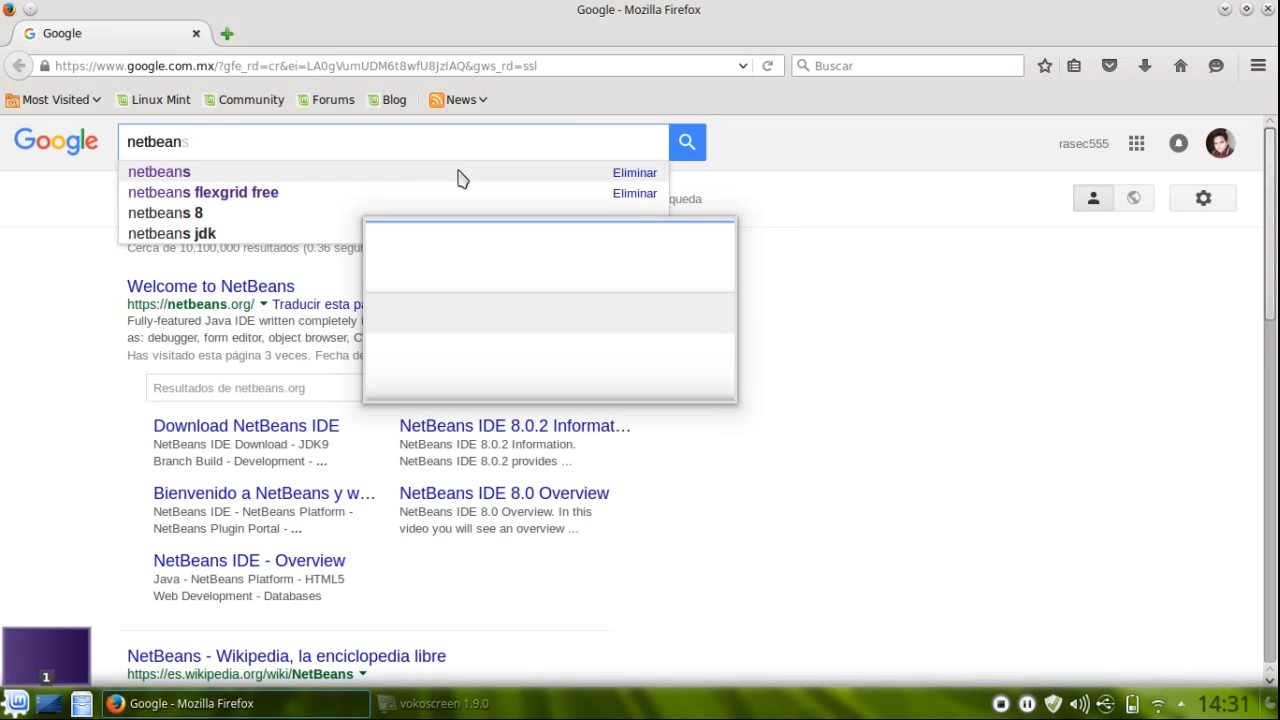 Google - Mozilla Firefox
Google
https://www.google.com.mx/?gfe_rd=cr&ei=LA0gVumUDM6t8wfU8JzIAQ&gws_rd=ssl
Buscar
Most Visited
Linux Mint
Community
Forums
Blog
News
Google
netbeans
rasec555
netbeans Eliminar
netbeans flexgrid free Eliminar
queda
netbeans 8
netbeans jdk
Cerca de 10,100,000 resultados (0.36 segu
Welcome to NetBeans
https://netbeans.org/ Traducir esta pá
Fully-featured Java IDE written completely i
as: debugger, form editor, object browser, C
Has visitado esta página 3 veces. Fecha de
Resultados de netbeans.org
Download NetBeans IDE
NetBeans IDE Download - JDK9
Branch Build - Development - ...
NetBeans IDE 8.0.2 Informat...
NetBeans IDE 8.0.2 Information.
NetBeans IDE 8.0.2 provides ...
Bienvenido a NetBeans y w...
NetBeans IDE - NetBeans Platform -
NetBeans Plugin Portal - ...
NetBeans IDE 8.0 Overview
NetBeans IDE 8.0 Overview. In this
video you will see an overview ...
NetBeans IDE - Overview
Java - NetBeans Platform - HTML5
Web Development - Databases
NetBeans - Wikipedia, la enciclopedia libre
https://es.wikipedia.org/wiki/NetBeans
1
Google - Mozilla Firefox
vokoscreen 1.9.0
14:31